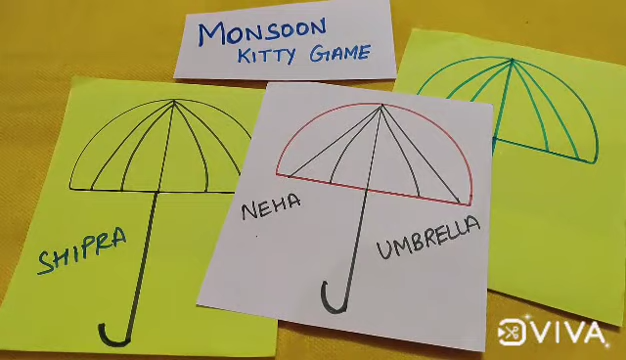 MONSOON
KITTY GAME
SHIPRA
NEHA
UMBRELLA
VIVA